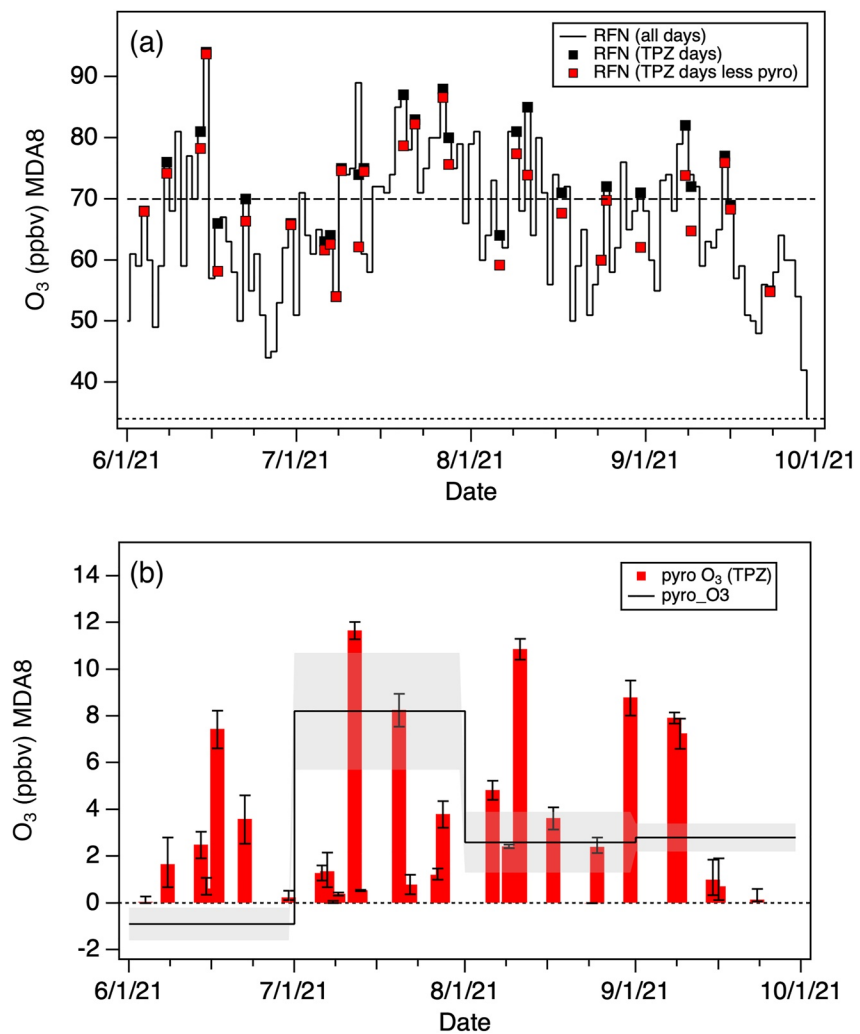 (a)
RFN (all days)
RFN (TPZ days)
RFN (TPZ days less pyro)
O3 (ppbv) MDA8
90
80
70
60
50
40
6/1/21 7/1/21 8/1/21 9/1/21 10/1/21
Date
(b)
pyro O3 (TPZ)
pyro_O3
O3 (ppbv) MDA8
14
12
10
8
6
4
2
0
-2
6/1/21 7/1/21 8/1/21 9/1/21 10/1/21
Date